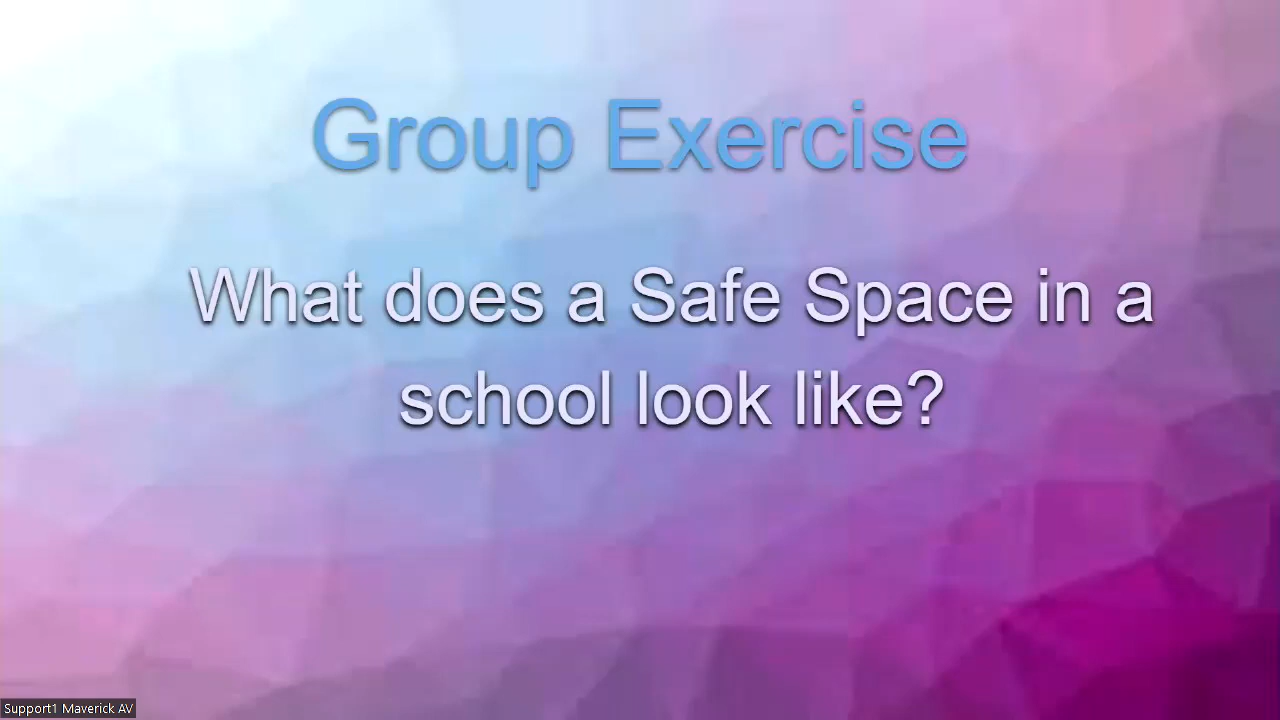 Group Exercise
What does a Safe Space in a
school look like?
Support1 Maverick AV